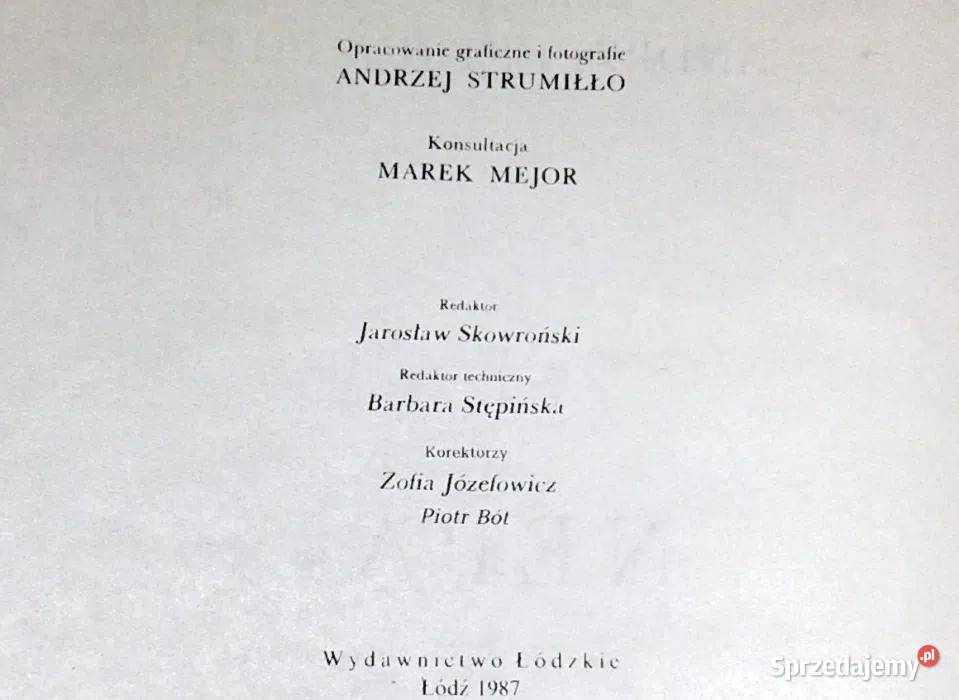 Opracowanie graficzne i fotografie
ANDRZEJ STRUMIŁŁO
Konsultacja
MAREK MEJOR
Redaktor
Jarosław Skowroński
Redaktor techniczny
Barbara Stępińska
Korektorzy
Zofia Józefowicz
Piotr Ból
Wydawnictwo Łódzkie
Łódź 1987
Sprzedajemy.pl